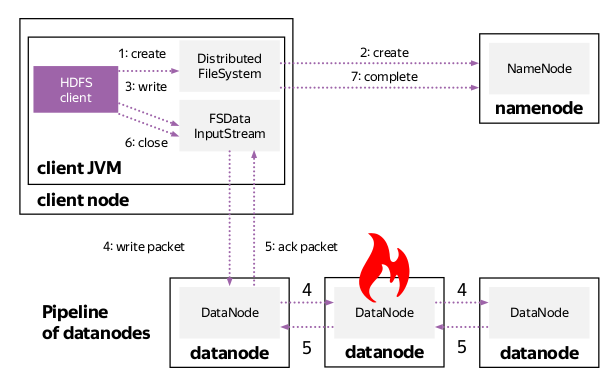 1: create
Distributed
FileSystem
2: create
7: complete
NameNode
namenode
HDFS
client
3: write
FSData
InputStream
6: close
client JVM
client node
4: write packet
5: ack packet
Pipeline
of datanodes
DataNode
datanode
4
5
DataNode
datanode
4
5
DataNode
datanode